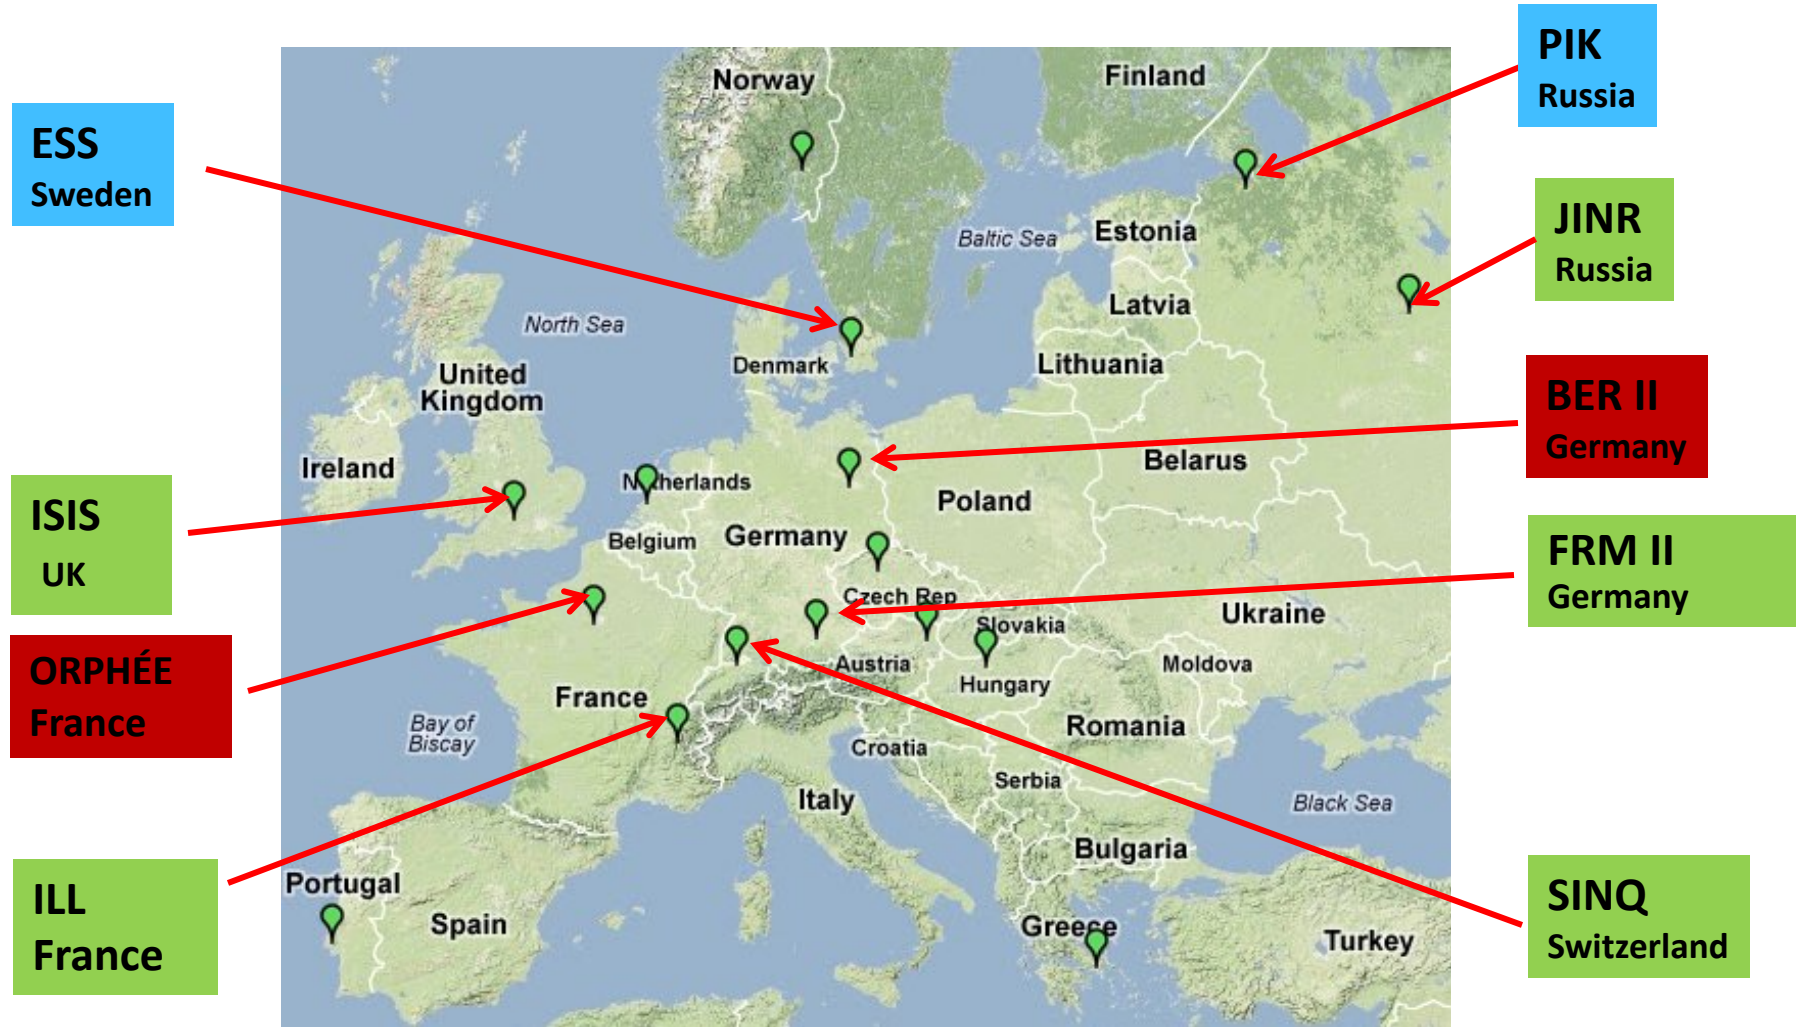 PIK
Russia
ESS
Sweden
JINR
Russia
BER II
Germany
ISIS
UK
FRM II
Germany
ORPHÉE
France
ILL
France
SINQ
Switzerland
Norway
Finland
Baltic Sea
Estonia
North Sea
Latvia
Denmark
Lithuania
United
Kingdom
Ireland
Netherlands
Belarus
Poland
Belgium
Germany
Czech Rep
Slovakia
Ukraine
Austria
Moldova
Hungary
France
Bay of
Biscay
Romania
Croatia
Serbia
Italy
Black Sea
Bulgaria
Portugal
Spain
Greece
Turkey